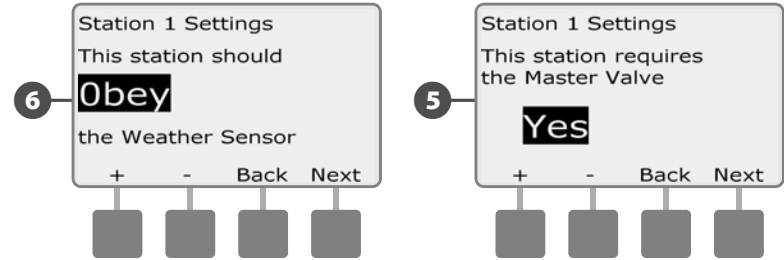 Station 1 Settings
This station should
6
Obey
the Weather Sensor
+ - Back Next
Station 1 Settings
This station requires
the Master Valve
5
Yes
+ - Back Next